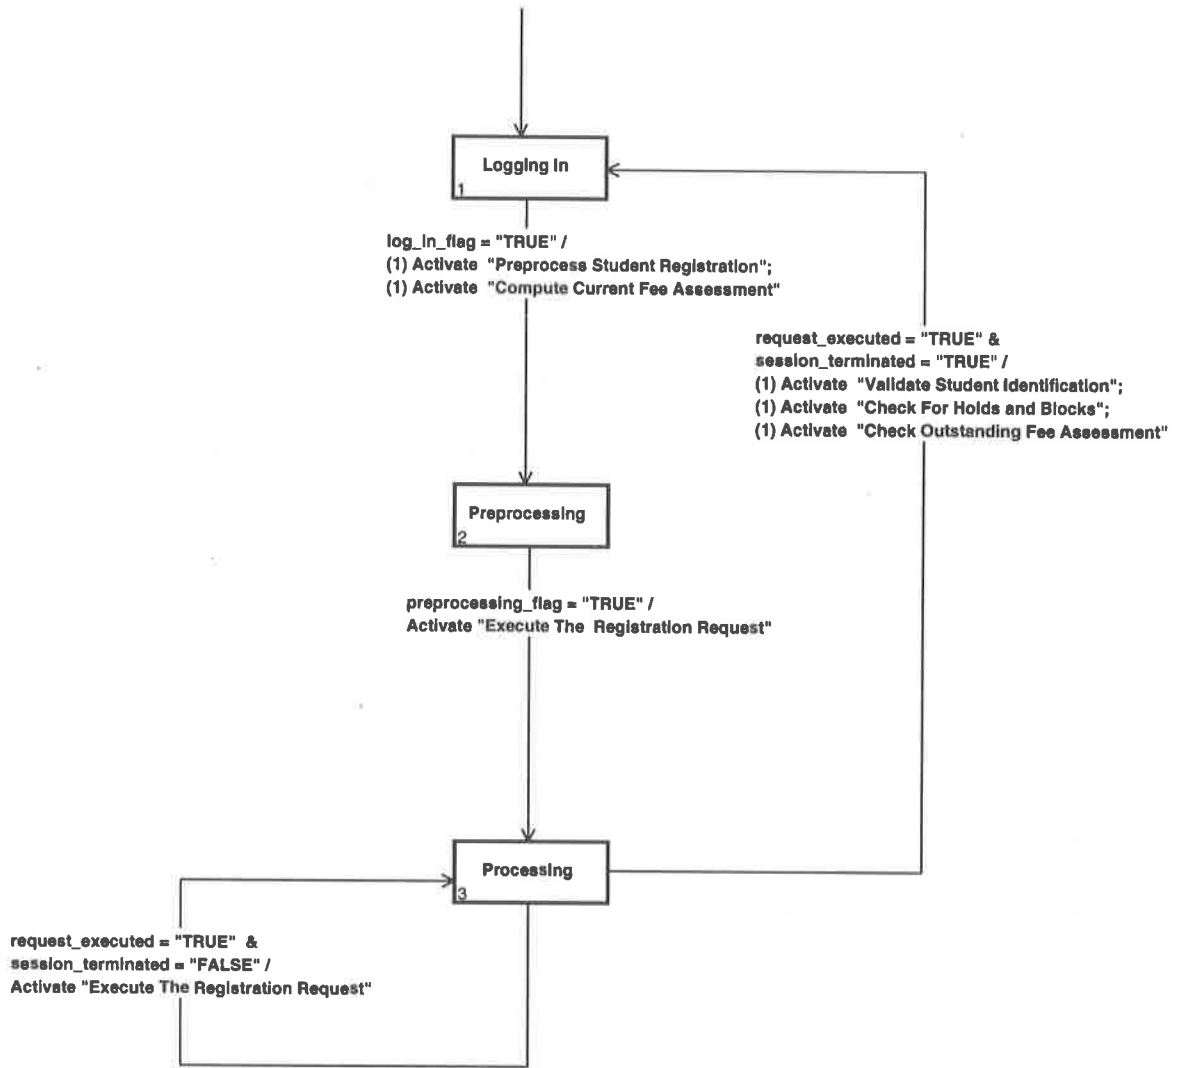 Logging In
1
log_in_flag = "TRUE" /
(1) Activate "Preprocess Student Registration";
(1) Activate "Compute Current Fee Assessment"
request_executed = "TRUE" &
session_terminated = "TRUE" /
(1) Activate "Validate Student Identification";
(1) Activate "Check For Holds and Blocks";
(1) Activate "Check Outstanding Fee Assessment"
Preprocessing
2
preprocessing_flag = "TRUE" /
Activate "Execute The Registration Request"
Processing
3
request_executed = "TRUE" &
session_terminated = "FALSE" /
Activate "Execute The Registration Request"